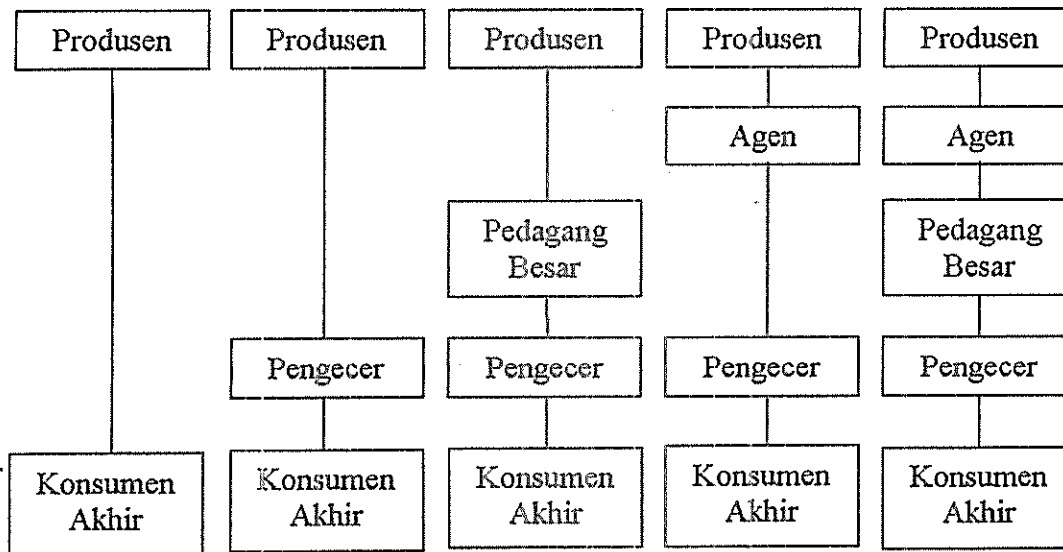 Produsen
Produsen
Produsen
Produsen
Produsen
Agen
Agen
Pedagang
Besar
Pedagang
Besar
Pengecer
Pengecer
Pengecer
Pengecer
Konsumen
Akhir
Konsumen
Akhir
Konsumen
Akhir
Konsumen
Akhir
Konsumen
Akhir